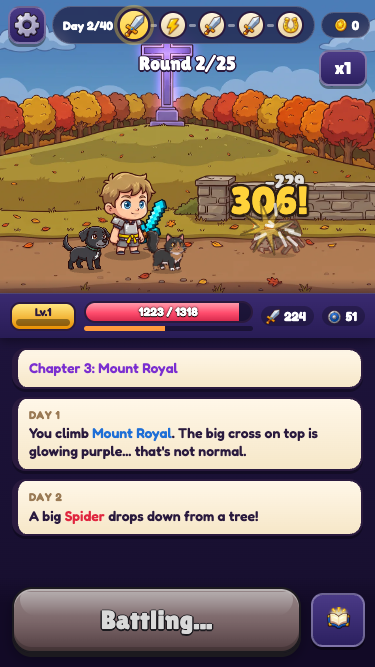 Day 2/40
0
Round 2/25
x1
229
306!
Lv.1
1223 / 1318
224
51
Chapter 3: Mount Royal
DAY 1
You climb Mount Royal. The big cross on top is
glowing purple... that's not normal.
DAY 2
A big Spider drops down from a tree!
Battling...